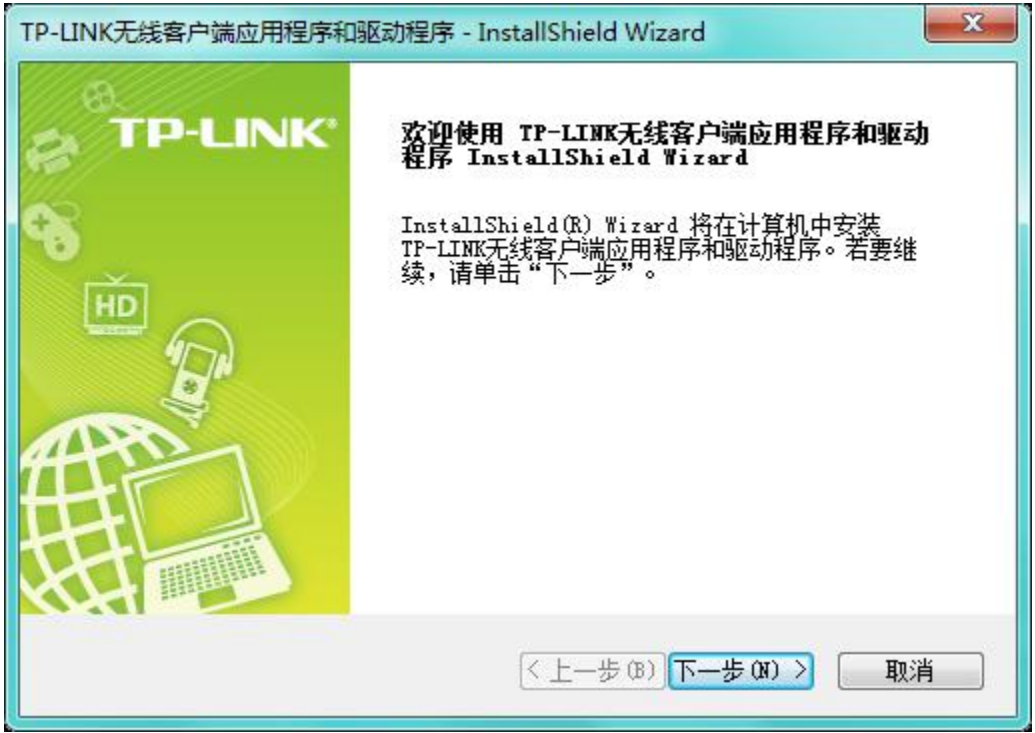 TP-LINK无线客户端应用程序和驱动程序 - InstallShield Wizard
TP-LINK®
欢迎使用 TP-LINK无线客户端应用程序和驱动
程序 InstallShield Wizard
InstallShield(R) Wizard 将在计算机中安装
TP-LINK无线客户端应用程序和驱动程序。若要继
续，请单击“下一步”。
HD
< 上一步(B) 下一步(N) > 取消